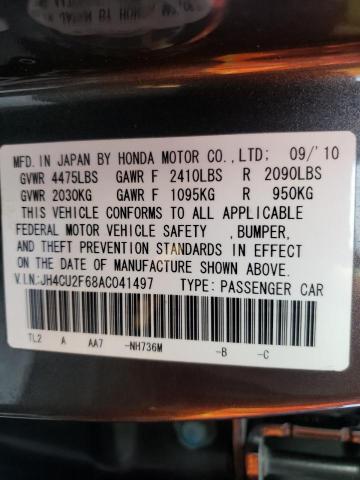 MFD.IN JAPAN BY HONDA MOTOR CO.,LTD; 09/'10
GVWR 4475LBS GAWR F 2410LBS R 2090LBS
GVWR 2030KG GAWR F 1095KG R 950KG
THIS VEHICLE CONFORMS TO ALL APPLICABLE
FEDERAL MOTOR VEHICLE SAFETY ,BUMPER,
AND THEFT PREVENTION STANDARDS IN EFFECT
ON THE DATE OF MANUFACTURE SHOWN ABOVE.
V.I.N:JH4CU2F68AC041497 TYPE: PASSENGER CAR
TL2 A AA7 -NH736M -B -C